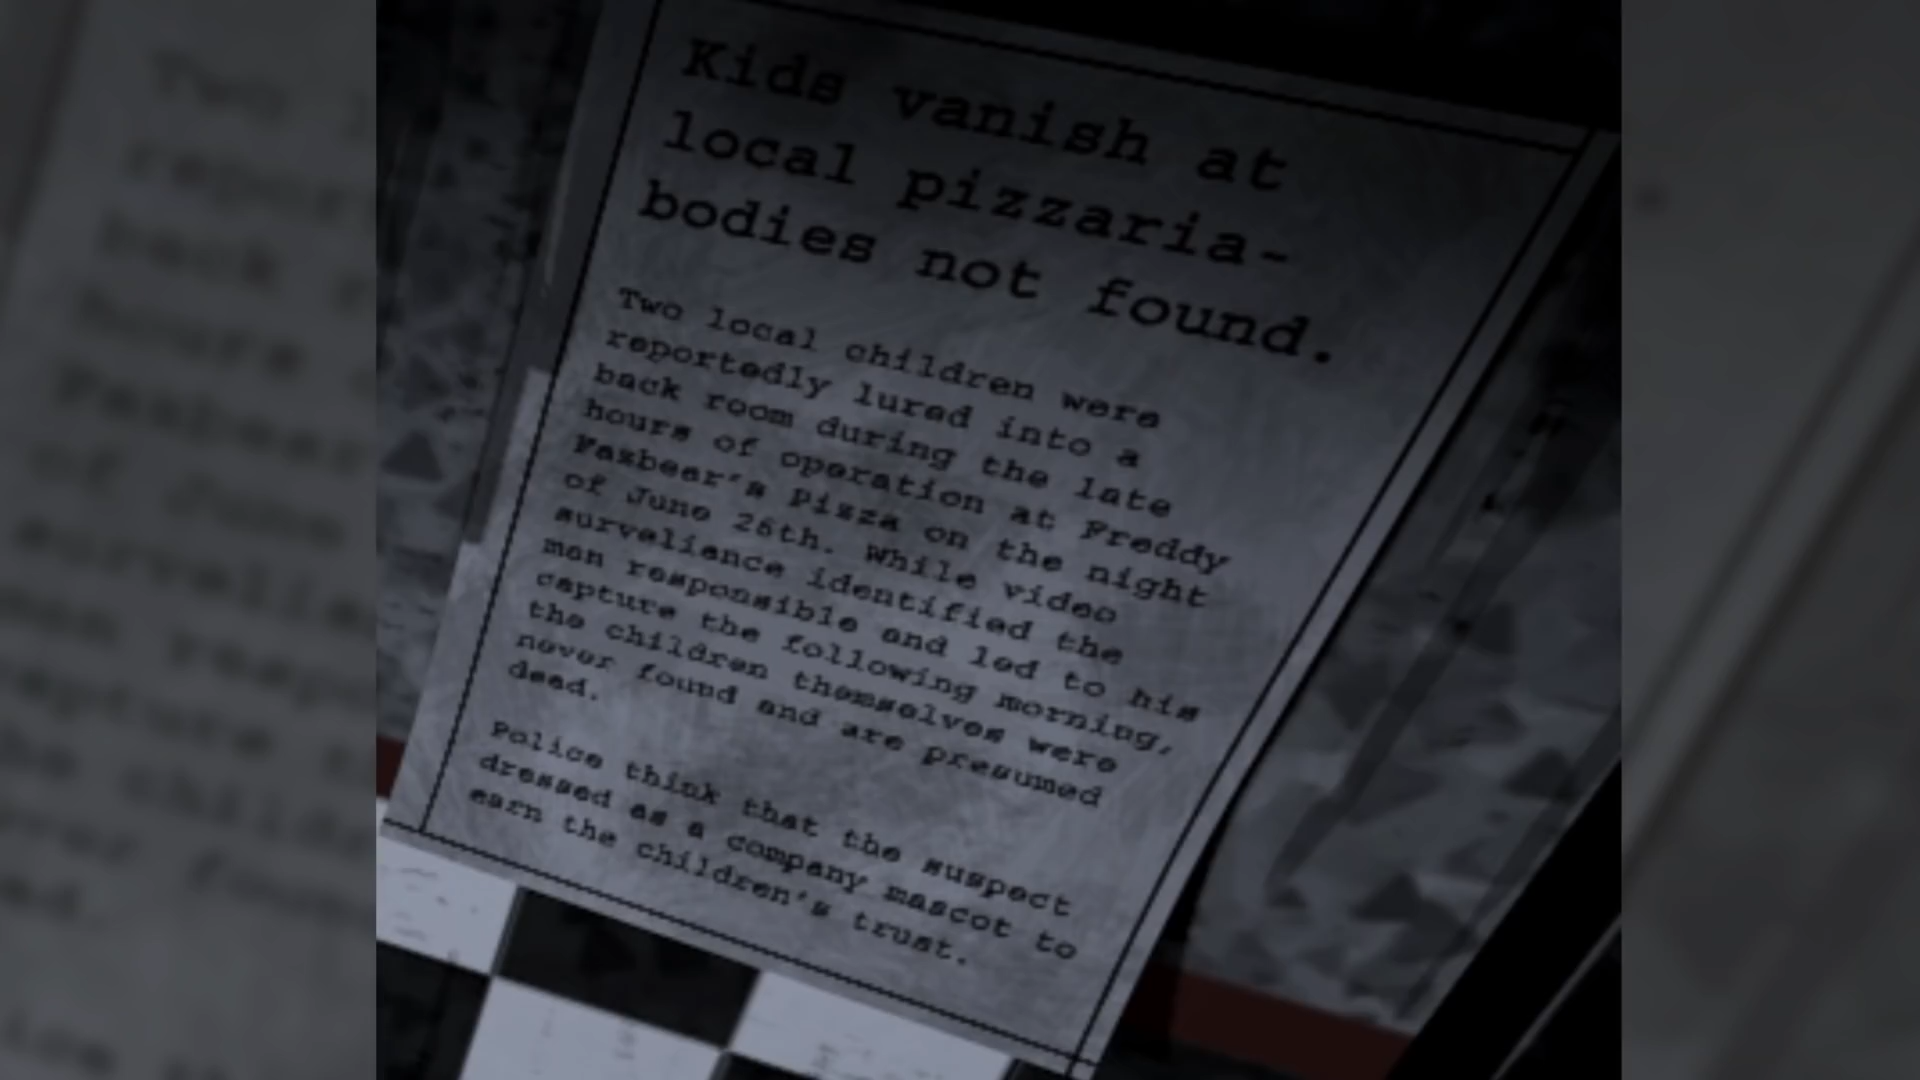 Kids vanish at
local pizzaria-
bodies not found.
Two local children were
reportedly lured into a
back room during the late
hours of operation at Freddy
Fazbear's Pizza on the night
of June 26th. While video
surveliance identified the
man responsible and led to his
capture the following morning,
the children themselves were
never found and are presumed
dead.
Police think that the suspect
dressed as a company mascot to
earn the children's trust.